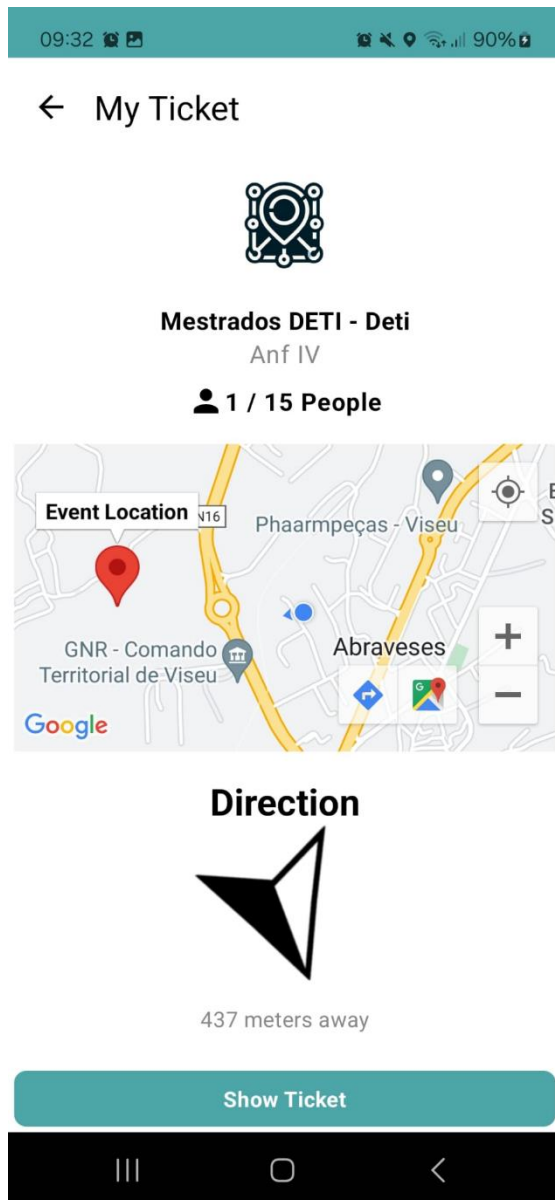 09:32 90%
My Ticket
Mestrados DETI - Deti
Anf IV
1 / 15 People
Event Location
N16
Phaarmpeças - Viseu
E
S
GNR - Comando
Territorial de Viseu
Abraveses
G
Google
Direction
437 meters away
Show Ticket